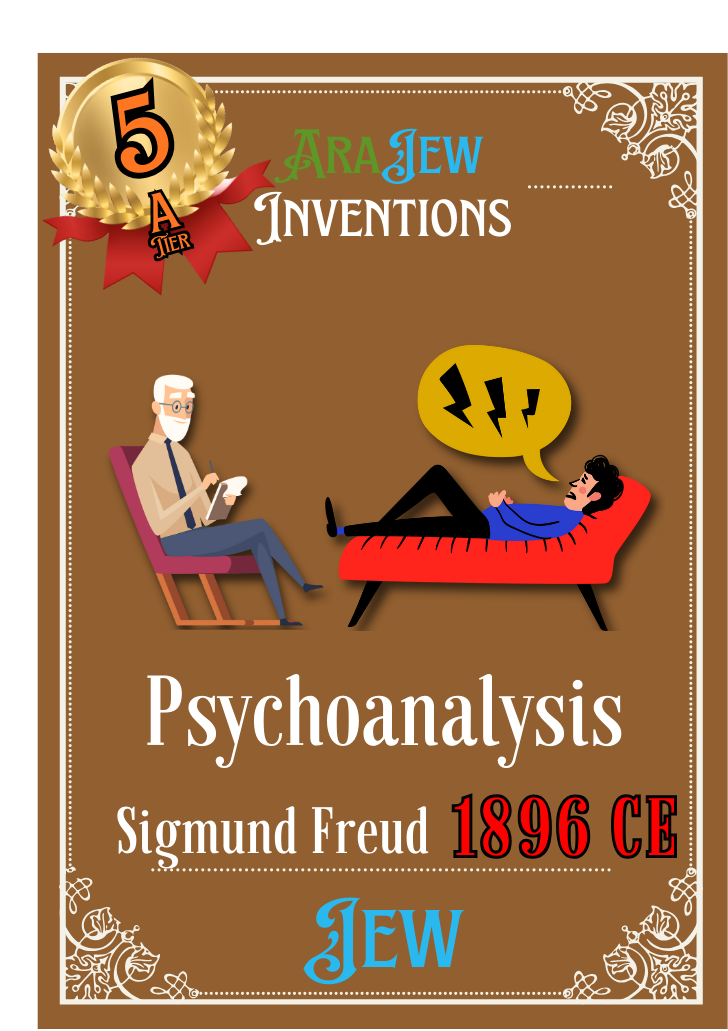 5
A
Tier
AraJew
Inventions
Psychoanalysis
Sigmund Freud 1896 CE
Jew